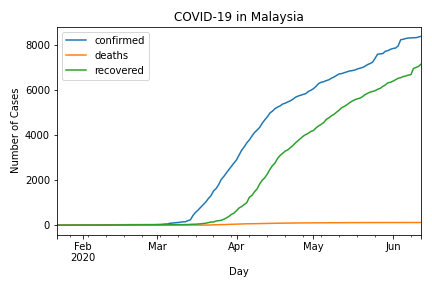 COVID-19 in Malaysia
confirmed
deaths
recovered
Number of Cases
8000
6000
4000
2000
0
Feb
2020
Mar
Apr
May
Jun
Day